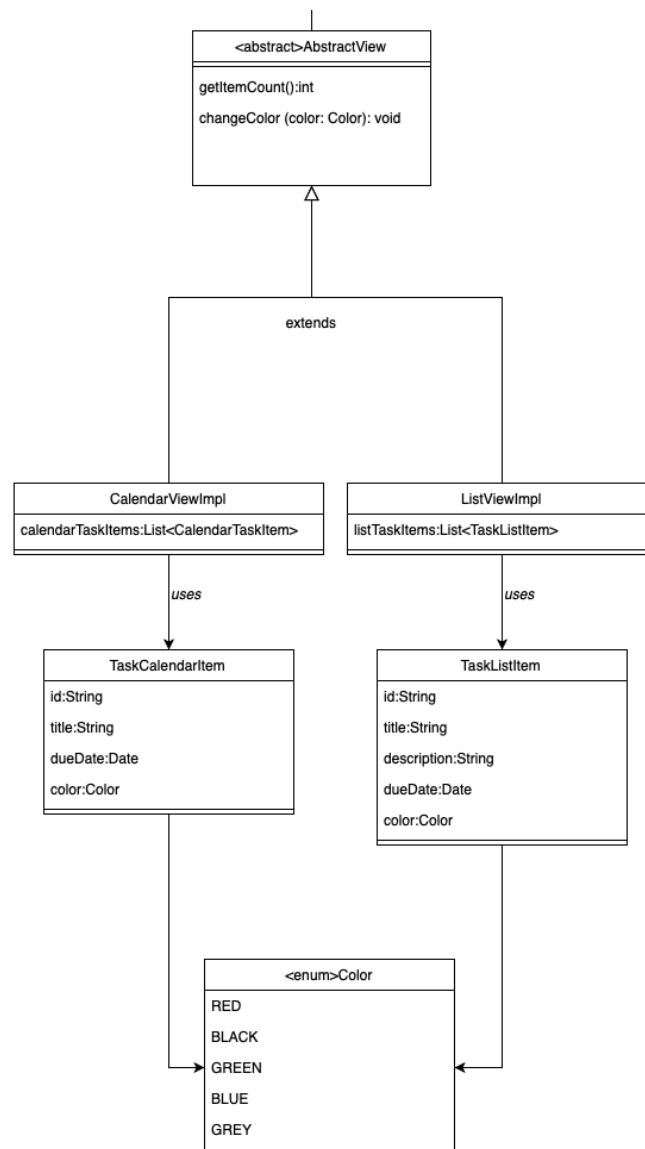 <abstract>AbstractView
getItemCount():int
changeColor (color: Color): void
extends
CalendarViewImpl
calendarTaskItems:List<CalendarTaskItem>
ListViewImpl
listTaskItems:List<TaskListItem>
uses
uses
TaskCalendarItem
id:String
title:String
dueDate:Date
color:Color
TaskListItem
id:String
title:String
description:String
dueDate:Date
color:Color
<enum>Color
RED
BLACK
GREEN
BLUE
GREY